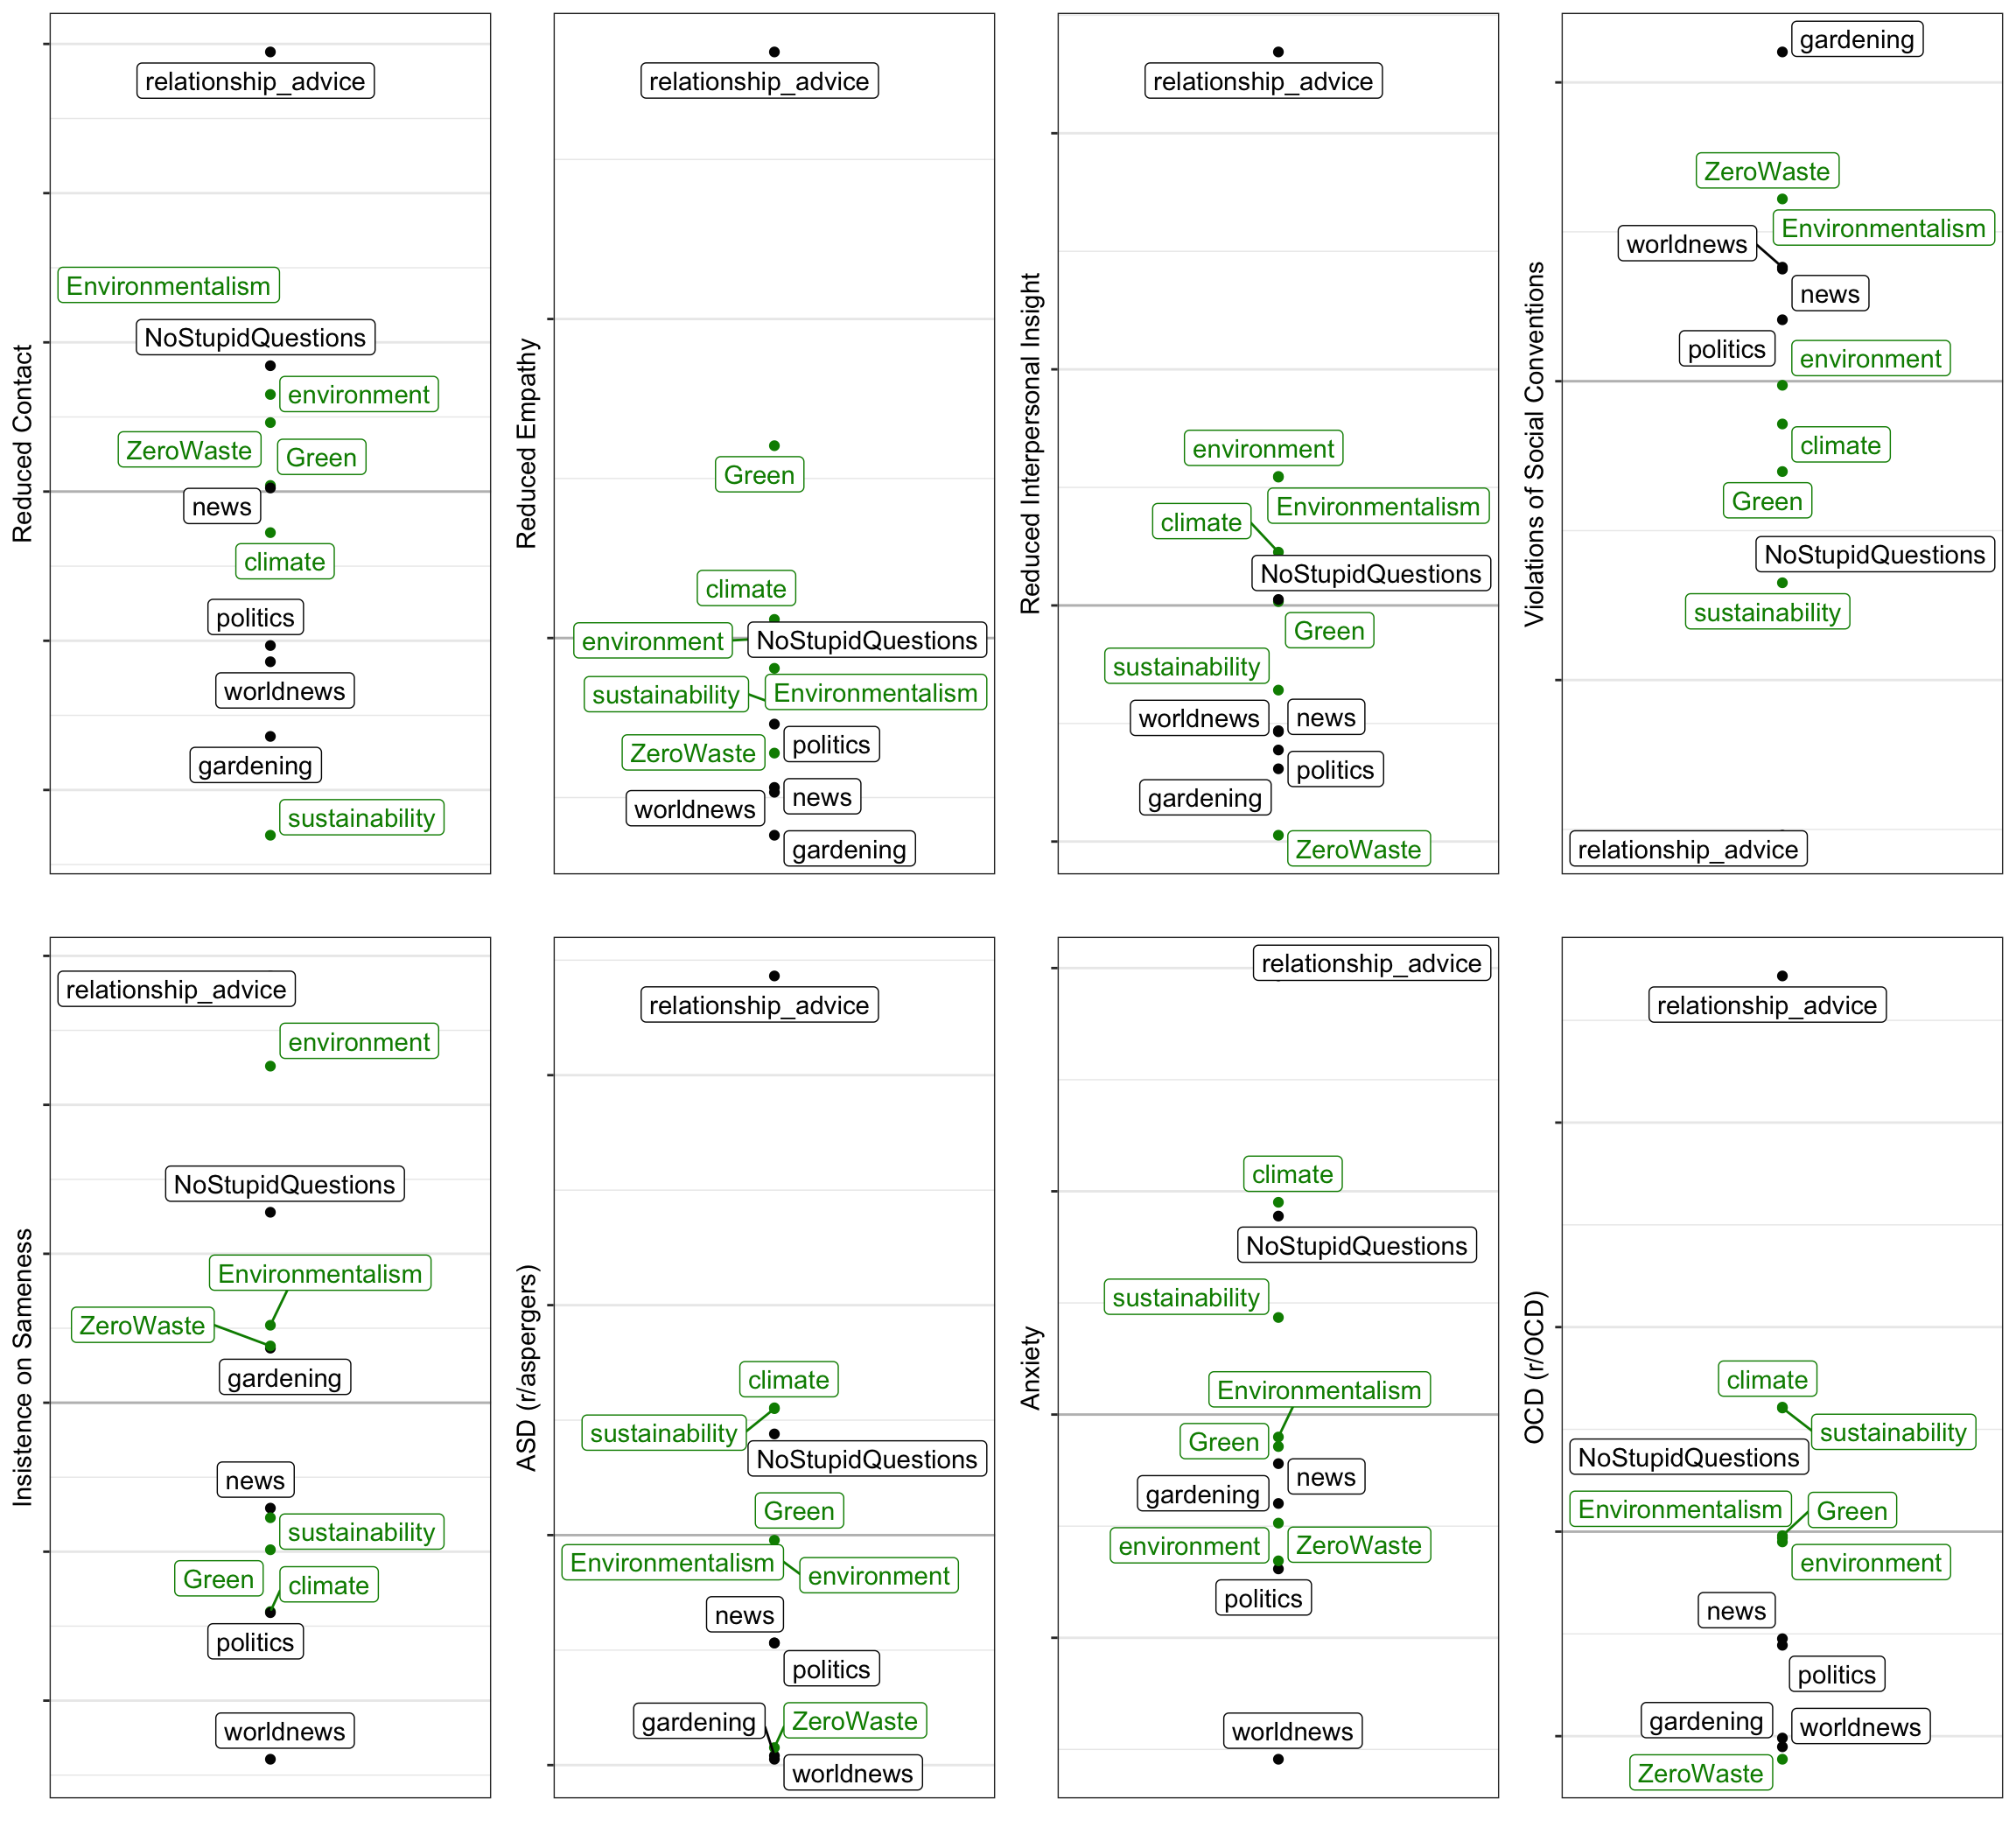 Reduced Contact
relationship_advice
Environmentalism
NoStupidQuestions
environment
ZeroWaste
Green
news
climate
politics
worldnews
gardening
sustainability
Reduced Empathy
relationship_advice
Green
climate
environment
NoStupidQuestions
sustainability
Environmentalism
politics
ZeroWaste
news
worldnews
gardening
Reduced Interpersonal Insight
relationship_advice
environment
Environmentalism
climate
NoStupidQuestions
Green
sustainability
worldnews
news
politics
gardening
ZeroWaste
Violations of Social Conventions
gardening
ZeroWaste
Environmentalism
worldnews
news
politics
environment
climate
Green
NoStupidQuestions
sustainability
relationship_advice
Insistence on Sameness
relationship_advice
environment
NoStupidQuestions
Environmentalism
ZeroWaste
gardening
news
sustainability
Green
climate
politics
worldnews
ASD (r/aspergers)
relationship_advice
climate
sustainability
NoStupidQuestions
Green
Environmentalism
environment
news
politics
gardening
ZeroWaste
worldnews
Anxiety
relationship_advice
climate
NoStupidQuestions
sustainability
Environmentalism
Green
news
gardening
environment
ZeroWaste
politics
worldnews
OCD (r/OCD)
relationship_advice
climate
sustainability
NoStupidQuestions
Environmentalism
Green
environment
news
politics
gardening
worldnews
ZeroWaste